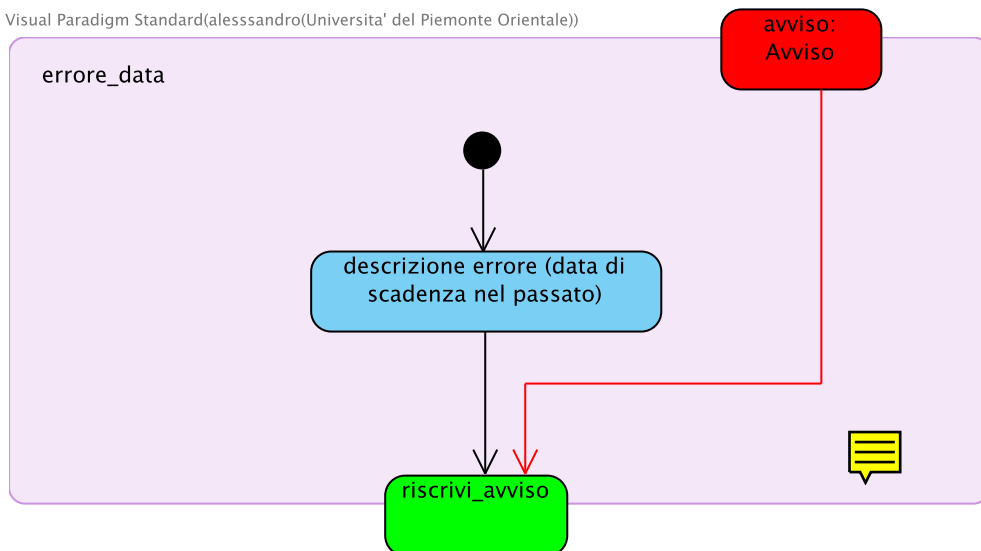 Visual Paradigm Standard(alesssandro(Universita' del Piemonte Orientale))
avviso:
Avviso
errore_data
descrizione errore (data di
scadenza nel passato)
riscrivi_avviso